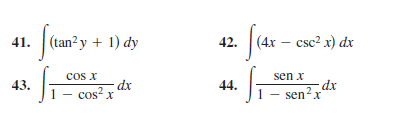 41. ∫(tan² y + 1) dy 42. ∫(4x − csc² x) dx
43. ∫ cos x / (1 − cos² x) dx 44. ∫ sen x / (1 − sen² x) dx